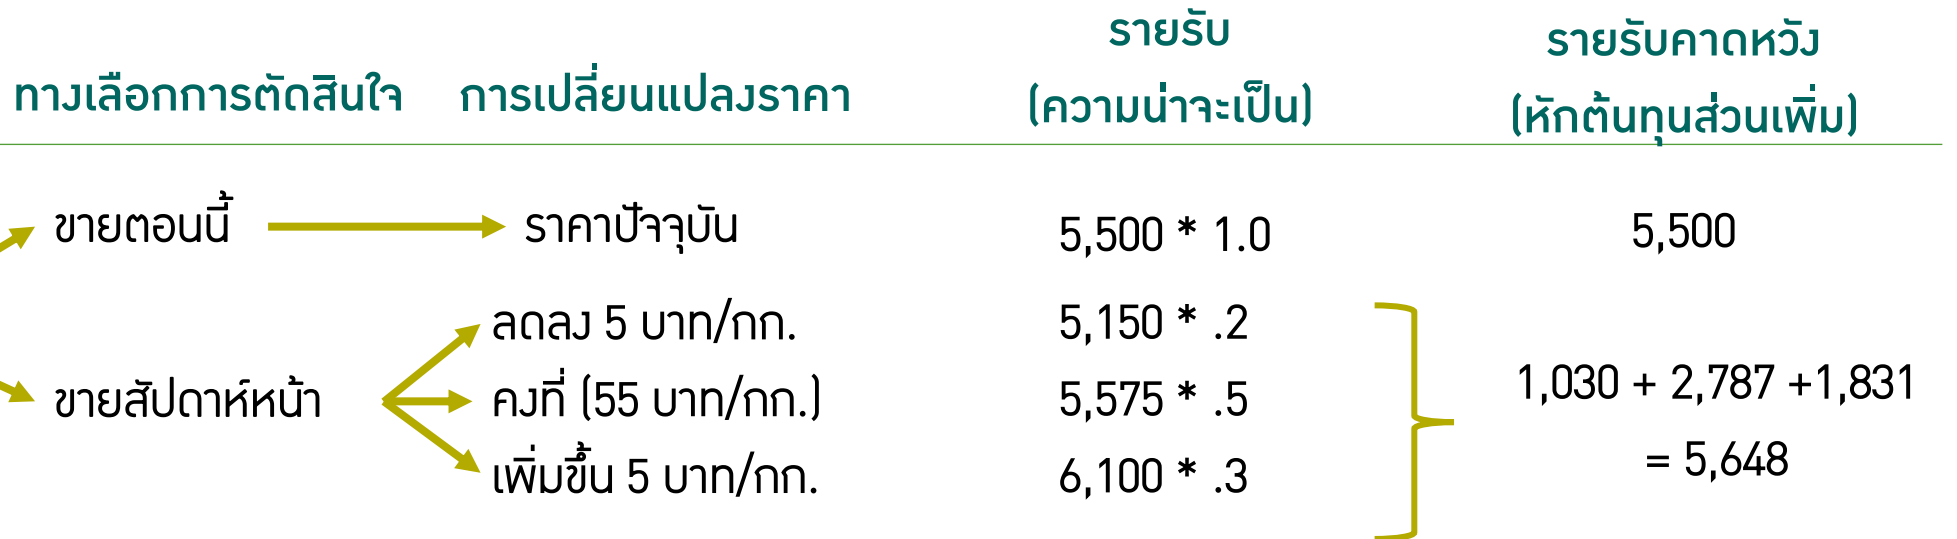 ทางเลือกการตัดสินใจ การเปลี่ยนแปลงราคา รายรับ (ความน่าจะเป็น) รายรับคาดหวัง (หักต้นทุนส่วนเพิ่ม)
ขายตอนนี้ ราคาปัจจุบัน 5,500 * 1.0 5,500
ลดลง 5 บาท/กก. 5,150 * .2
ขายสัปดาห์หน้า คงที่ (55 บาท/กก.) 5,575 * .5 1,030 + 2,787 +1,831
เพิ่มขึ้น 5 บาท/กก. 6,100 * .3 = 5,648